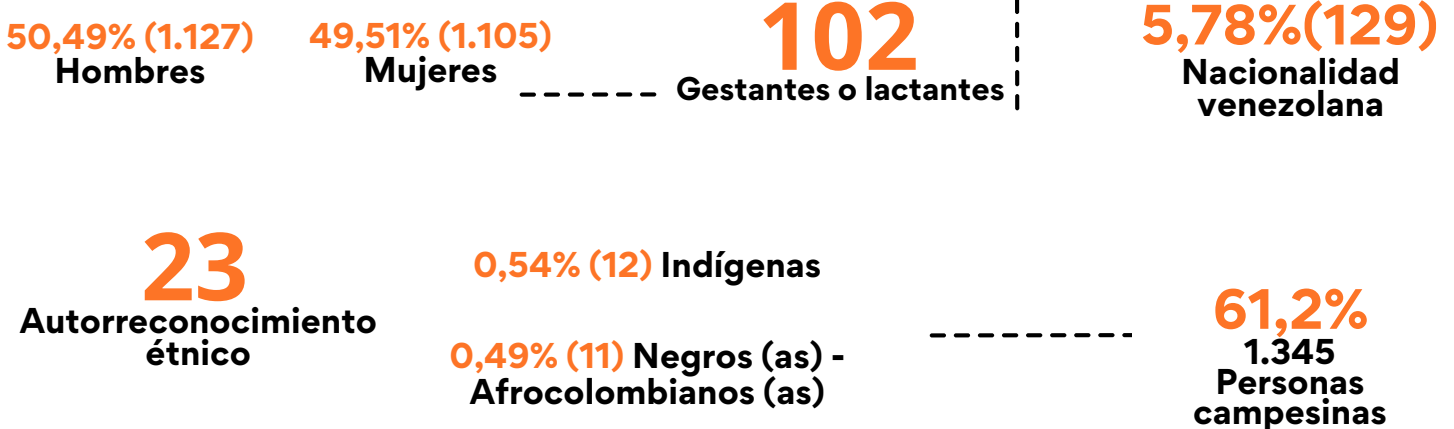 50,49% (1.127)
Hombres
49,51% (1.105)
Mujeres
102
Gestantes o lactantes
5,78%(129)
Nacionalidad
venezolana
23
Autorreconocimiento
étnico
0,54% (12) Indígenas
0,49% (11) Negros (as) -
Afrocolombianos (as)
61,2%
1.345
Personas
campesinas